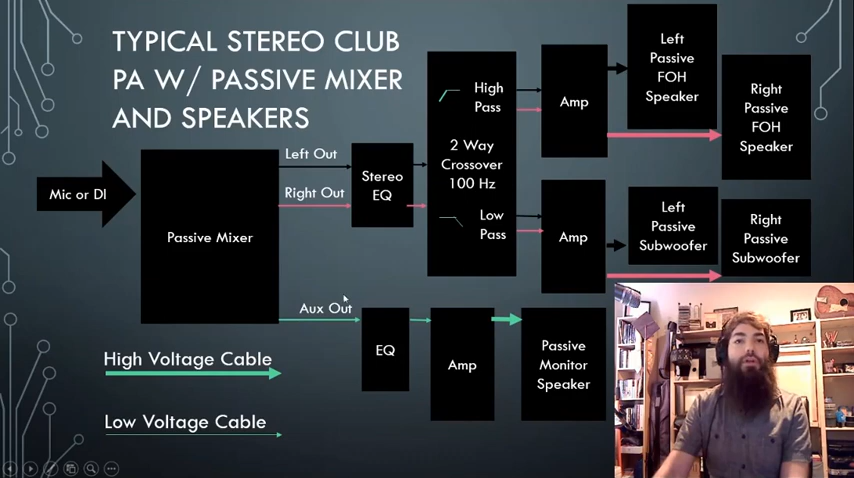 TYPICAL STEREO CLUB
PA W/ PASSIVE MIXER
AND SPEAKERS
Mic or DI
Passive Mixer
Left Out
Right Out
Aux Out
Stereo
EQ
High
Pass
2 Way
Crossover
100 Hz
Low
Pass
Amp
Left
Passive
FOH
Speaker
Right
Passive
FOH
Speaker
Amp
Left
Passive
Subwoofer
Right
Passive
Subwoofer
EQ
Amp
Passive
Monitor
Speaker
High Voltage Cable
Low Voltage Cable